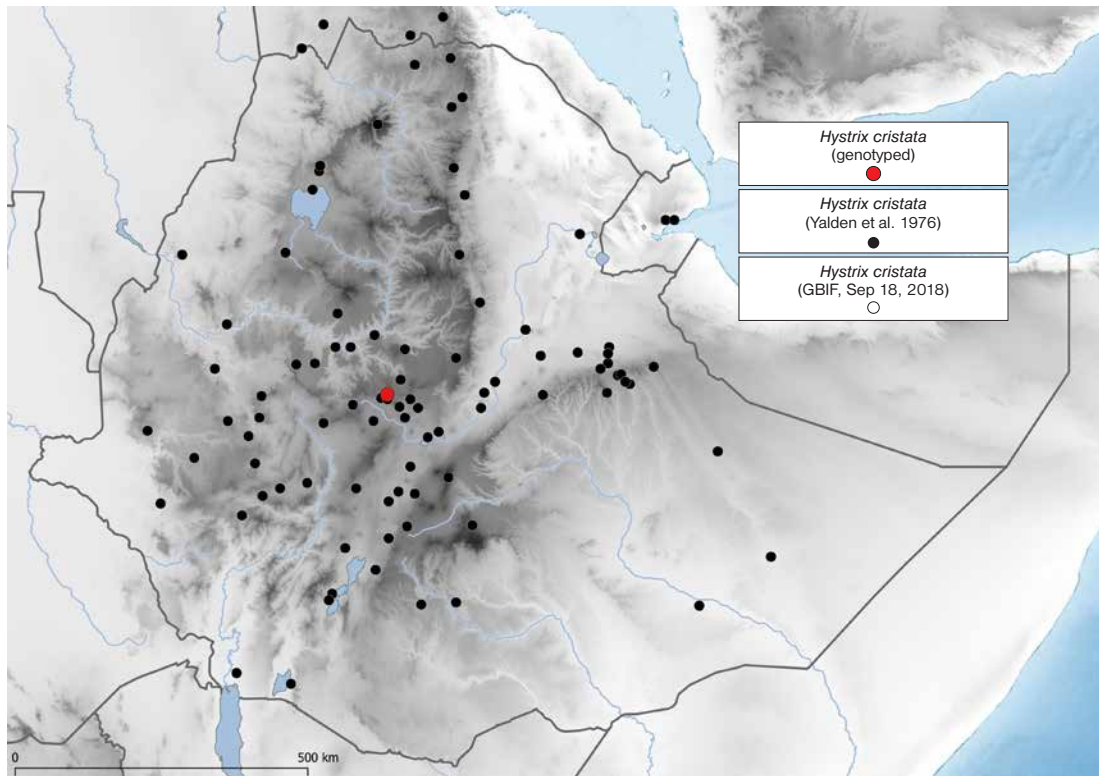 Hystrix cristata
(genotyped)
Hystrix cristata
(Yalden et al. 1976)
Hystrix cristata
(GBIF, Sep 18, 2018)
0 500 km